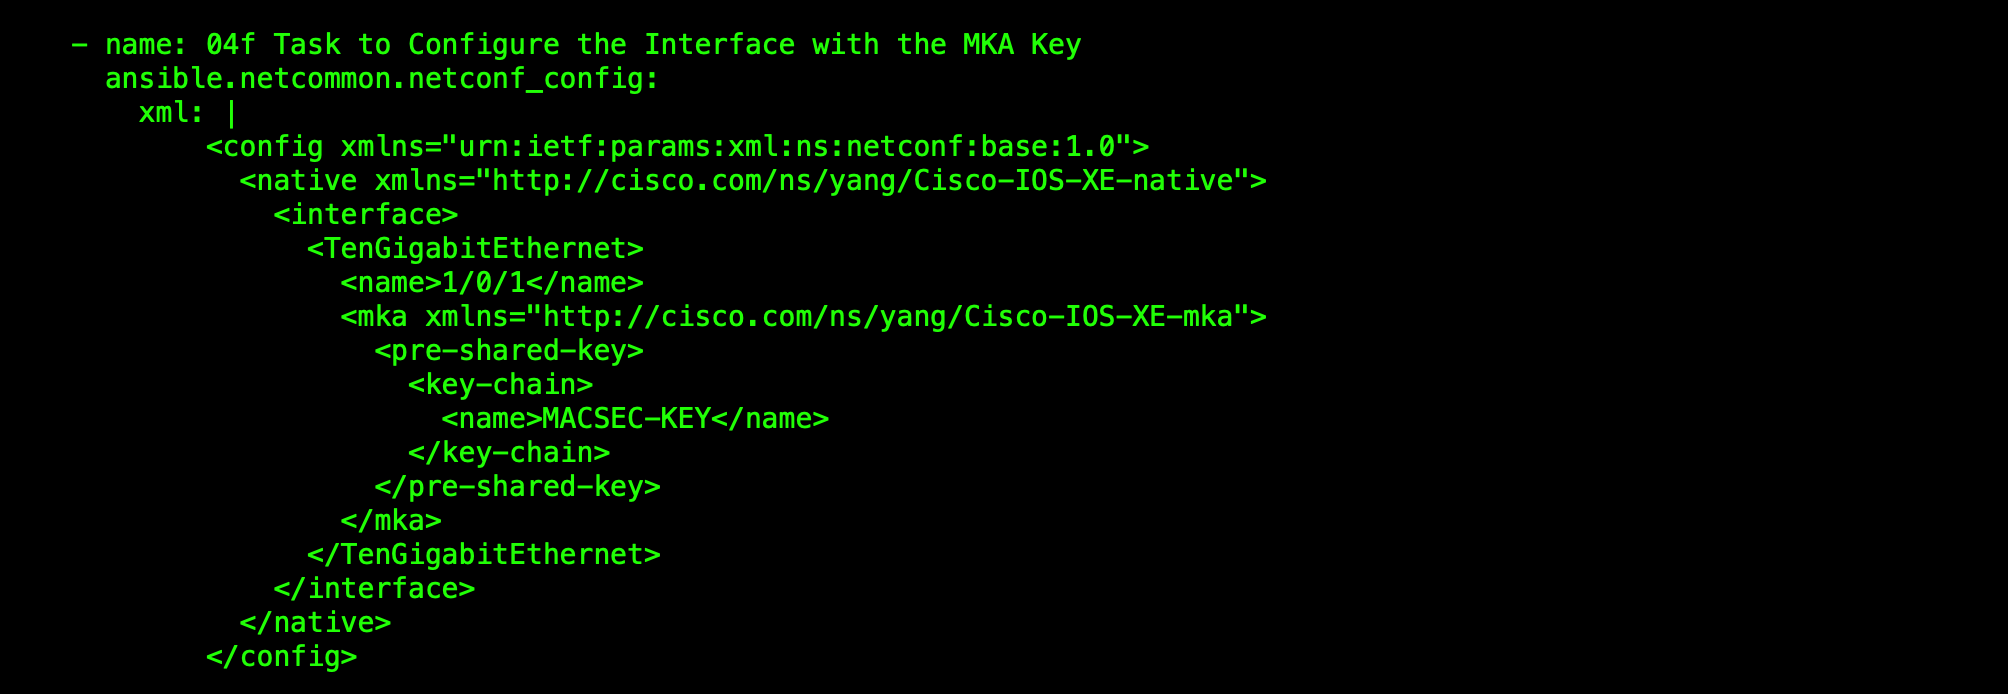 - name: 04f Task to Configure the Interface with the MKA Key
  ansible.netcommon.netconf_config:
    xml: |
        <config xmlns="urn:ietf:params:xml:ns:netconf:base:1.0">
          <native xmlns="http://cisco.com/ns/yang/Cisco-IOS-XE-native">
            <interface>
              <TenGigabitEthernet>
                <name>1/0/1</name>
                <mka xmlns="http://cisco.com/ns/yang/Cisco-IOS-XE-mka">
                  <pre-shared-key>
                    <key-chain>
                      <name>MACSEC-KEY</name>
                    </key-chain>
                  </pre-shared-key>
                </mka>
              </TenGigabitEthernet>
            </interface>
          </native>
        </config>